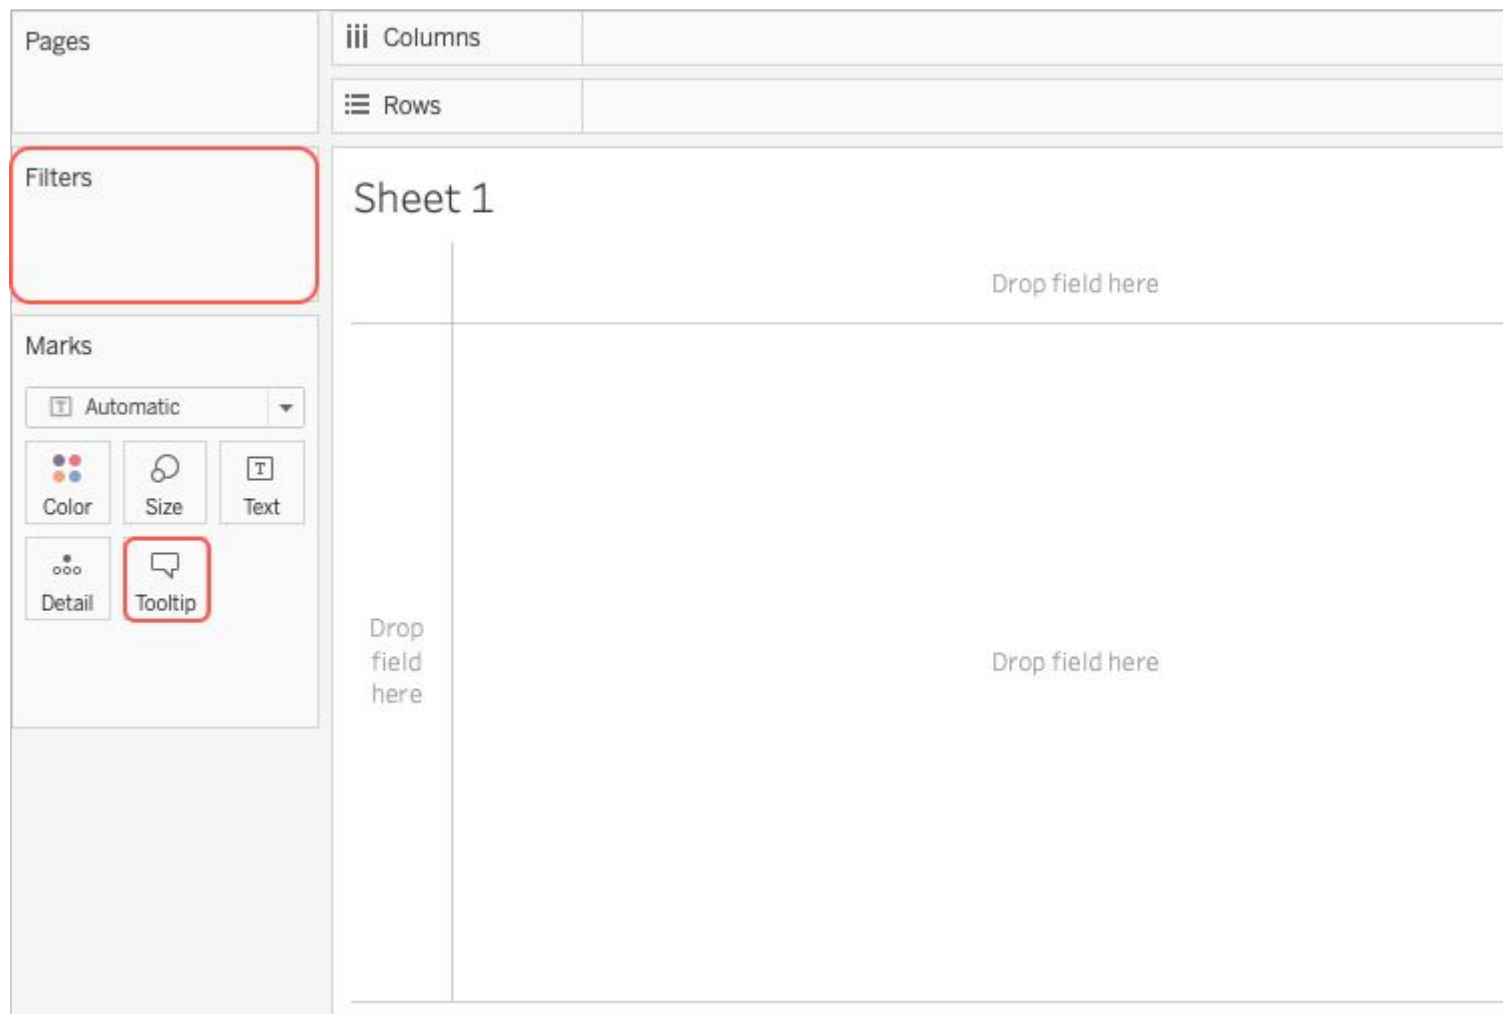 Pages
Columns
Rows
Filters
Sheet 1
Drop field here
Marks
T Automatic
Color
Size
T
Text
Detail
Tooltip
Drop
field
here
Drop field here